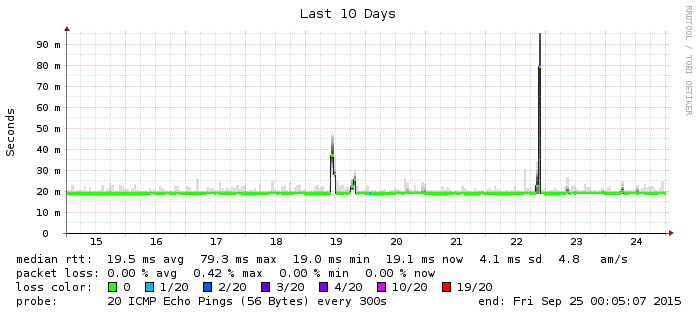 Last 10 Days
RRDTOOL / TOBI OETIKER
Seconds
90 m
80 m
70 m
60 m
50 m
40 m
30 m
20 m
10 m
0
15 16 17 18 19 20 21 22 23 24
median rtt: 19.5 ms avg 79.3 ms max 19.0 ms min 19.1 ms now 4.1 ms sd 4.8 am/s
packet loss: 0.00 % avg 0.42 % max 0.00 % min 0.00 % now
loss color: 0 1/20 2/20 3/20 4/20 10/20 19/20
probe: 20 ICMP Echo Pings (56 Bytes) every 300s end: Fri Sep 25 00:05:07 2015